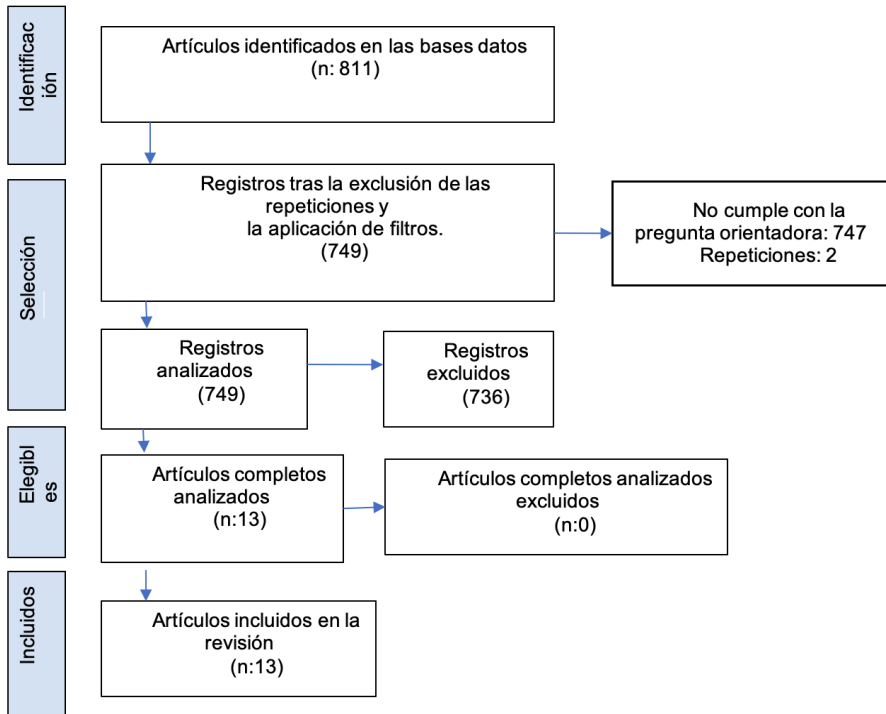 Identificac
ión
Artículos identificados en las bases datos
(n: 811)
Selección
Registros tras la exclusión de las
repeticiones y
la aplicación de filtros.
(749)
No cumple con la
pregunta orientadora: 747
Repeticiones: 2
Registros
analizados
(749)
Registros
excluidos
(736)
Elegibl
es
Artículos completos
analizados
(n:13)
Artículos completos analizados
excluidos
(n:0)
Incluidos
Artículos incluidos en la
revisión
(n:13)